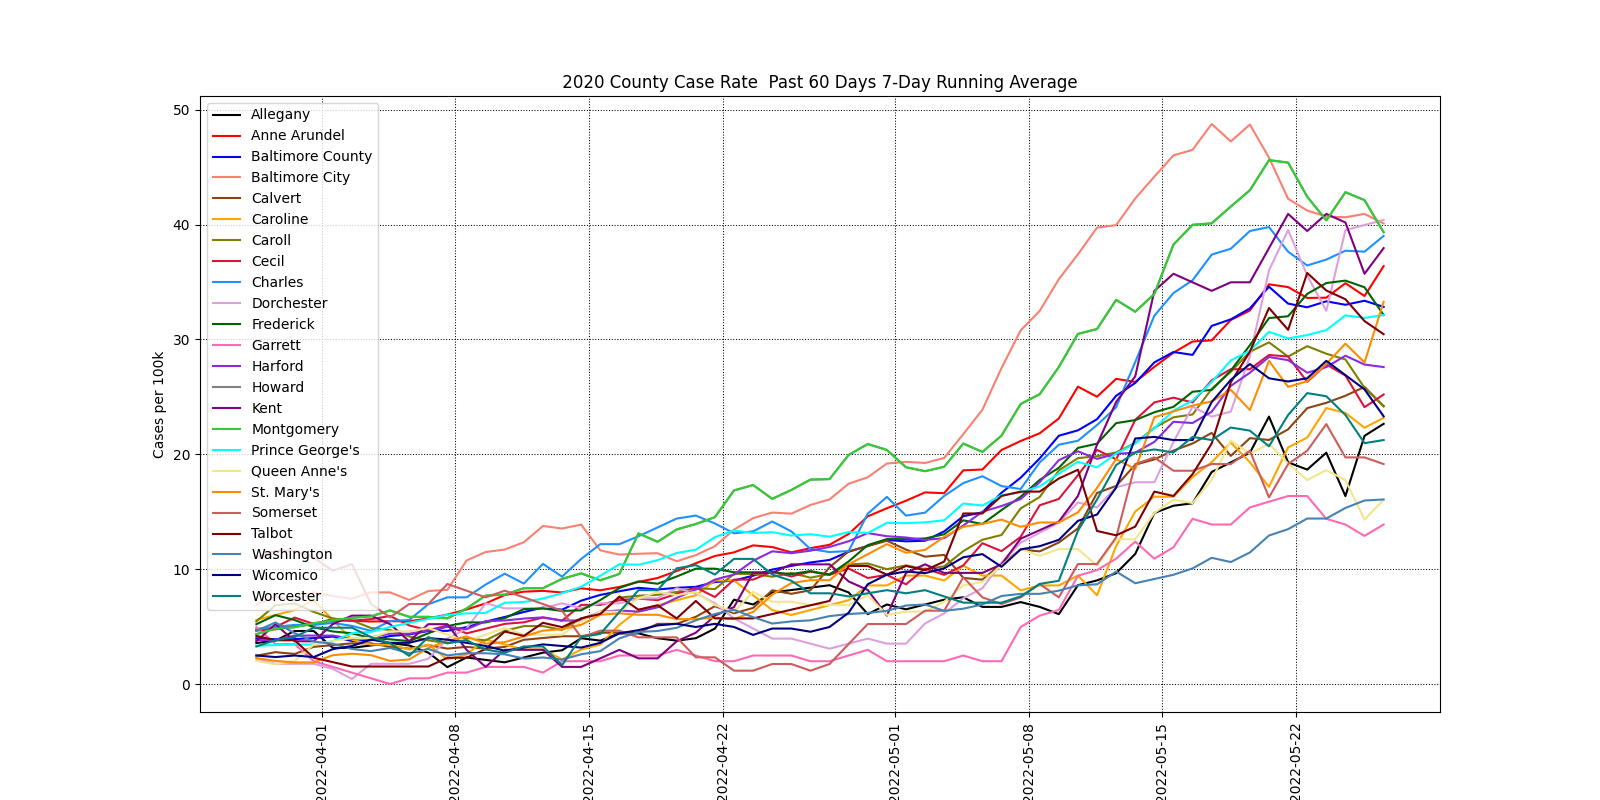 2020 County Case Rate  Past 60 Days 7-Day Running Average
Cases per 100k
50
40
30
20
10
0
Allegany
Anne Arundel
Baltimore County
Baltimore City
Calvert
Caroline
Caroll
Cecil
Charles
Dorchester
Frederick
Garrett
Harford
Howard
Kent
Montgomery
Prince George's
Queen Anne's
St. Mary's
Somerset
Talbot
Washington
Wicomico
Worcester
2022-04-01
2022-04-08
2022-04-15
2022-04-22
2022-05-01
2022-05-08
2022-05-15
2022-05-22